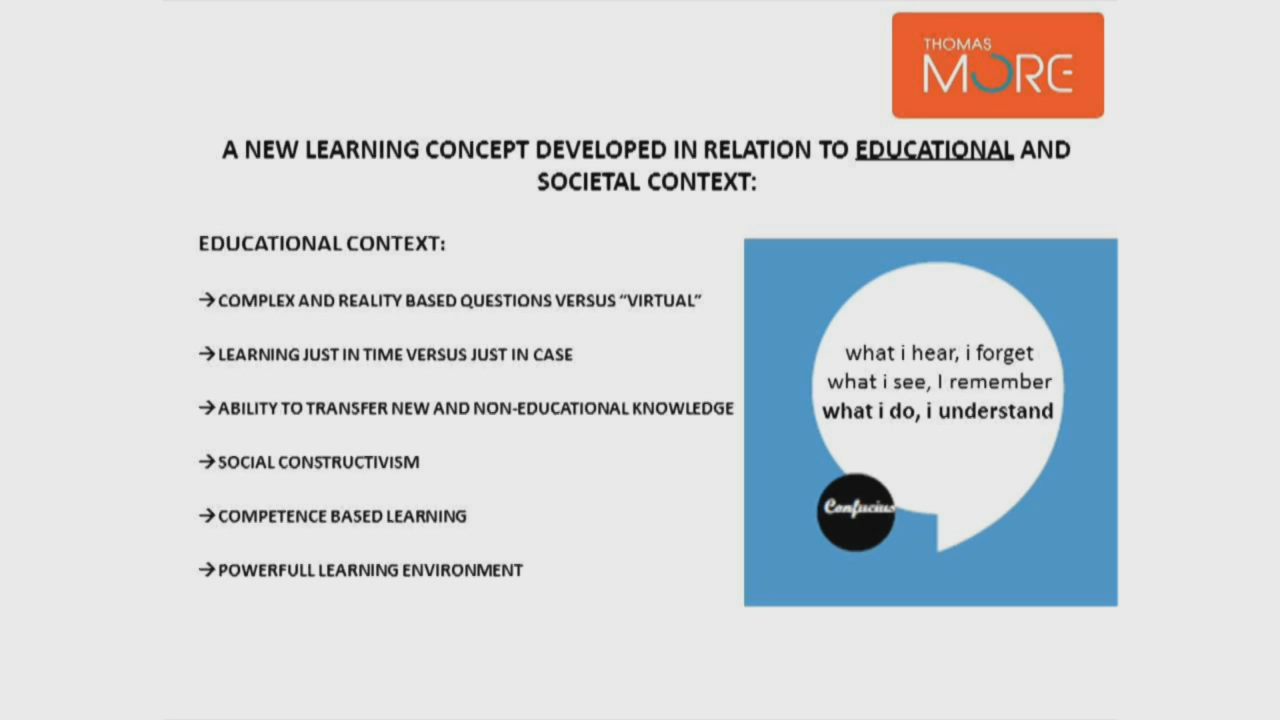 THOMAS
MORE
A NEW LEARNING CONCEPT DEVELOPED IN RELATION TO EDUCATIONAL AND
SOCIETAL CONTEXT:
EDUCATIONAL CONTEXT:
→COMPLEX AND REALITY BASED QUESTIONS VERSUS “VIRTUAL”
→LEARNING JUST IN TIME VERSUS JUST IN CASE
→ABILITY TO TRANSFER NEW AND NON-EDUCATIONAL KNOWLEDGE
→SOCIAL CONSTRUCTIVISM
→COMPETENCE BASED LEARNING
→POWERFULL LEARNING ENVIRONMENT
what i hear, i forget
what i see, I remember
what i do, i understand
Confucius